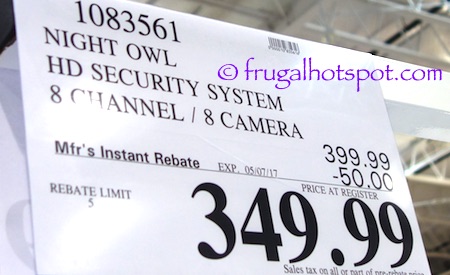 1083561
NIGHT OWL
HD SECURITY SYSTEM
8 CHANNEL / 8 CAMERA
© frugalhotspot.com
Mfr's Instant Rebate EXP. 05/07/17
399.99
-50.00
REBATE LIMIT
5
PRICE AT REGISTER
349.99
Sales tax on all or part of pre-rebate price